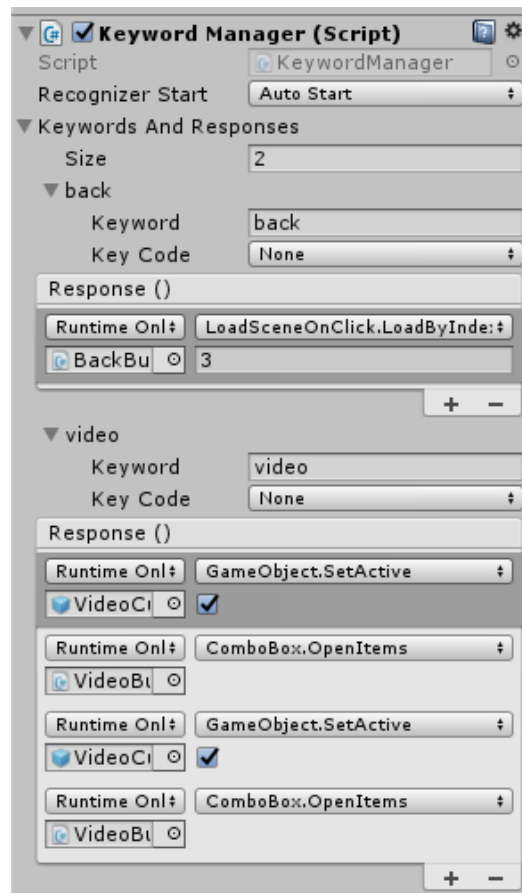 Keyword Manager (Script)
Script KeywordManager
Recognizer Start Auto Start
Keywords And Responses
Size 2
back
Keyword back
Key Code None
Response ()
Runtime Onl LoadSceneOnClick.LoadByInde:
BackBu 3
+ −
video
Keyword video
Key Code None
Response ()
Runtime Onl GameObject.SetActive
VideoCu
Runtime Onl ComboBox.OpenItems
VideoBu
Runtime Onl GameObject.SetActive
VideoCu
Runtime Onl ComboBox.OpenItems
VideoBu
+ −